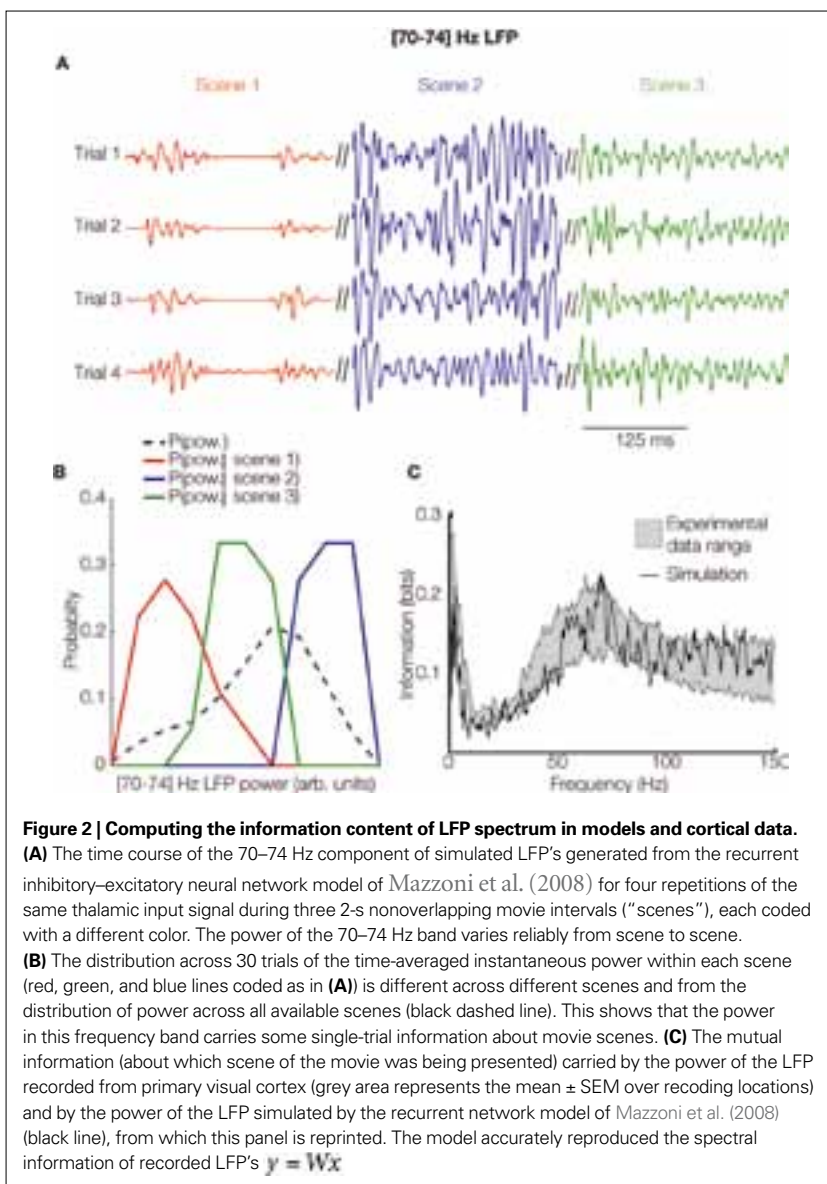 [70-74] Hz LFP
A
Scene 1 Scene 2 Scene 3
Trial 1
Trial 2
Trial 3
Trial 4
125 ms
B
P(pow.)
P(pow.| scene 1)
P(pow.| scene 2)
P(pow.| scene 3)
0.4
0.3
0.2
0.1
0
Probability
[70-74] Hz LFP power (arb. units)
C
0.3
0.2
0.1
Information (bits)
Experimental
data range
Simulation
0 50 100 150
Frequency (Hz)
Figure 2 | Computing the information content of LFP spectrum in models and cortical data.
(A) The time course of the 70–74 Hz component of simulated LFP's generated from the recurrent
inhibitory–excitatory neural network model of Mazzoni et al. (2008) for four repetitions of the
same thalamic input signal during three 2-s nonoverlapping movie intervals ("scenes"), each coded
with a different color. The power of the 70–74 Hz band varies reliably from scene to scene.
(B) The distribution across 30 trials of the time-averaged instantaneous power within each scene
(red, green, and blue lines coded as in (A)) is different across different scenes and from the
distribution of power across all available scenes (black dashed line). This shows that the power
in this frequency band carries some single-trial information about movie scenes. (C) The mutual
information (about which scene of the movie was being presented) carried by the power of the LFP
recorded from primary visual cortex (grey area represents the mean ± SEM over recoding locations)
and by the power of the LFP simulated by the recurrent network model of Mazzoni et al. (2008)
(black line), from which this panel is reprinted. The model accurately reproduced the spectral
information of recorded LFP's y = Wx